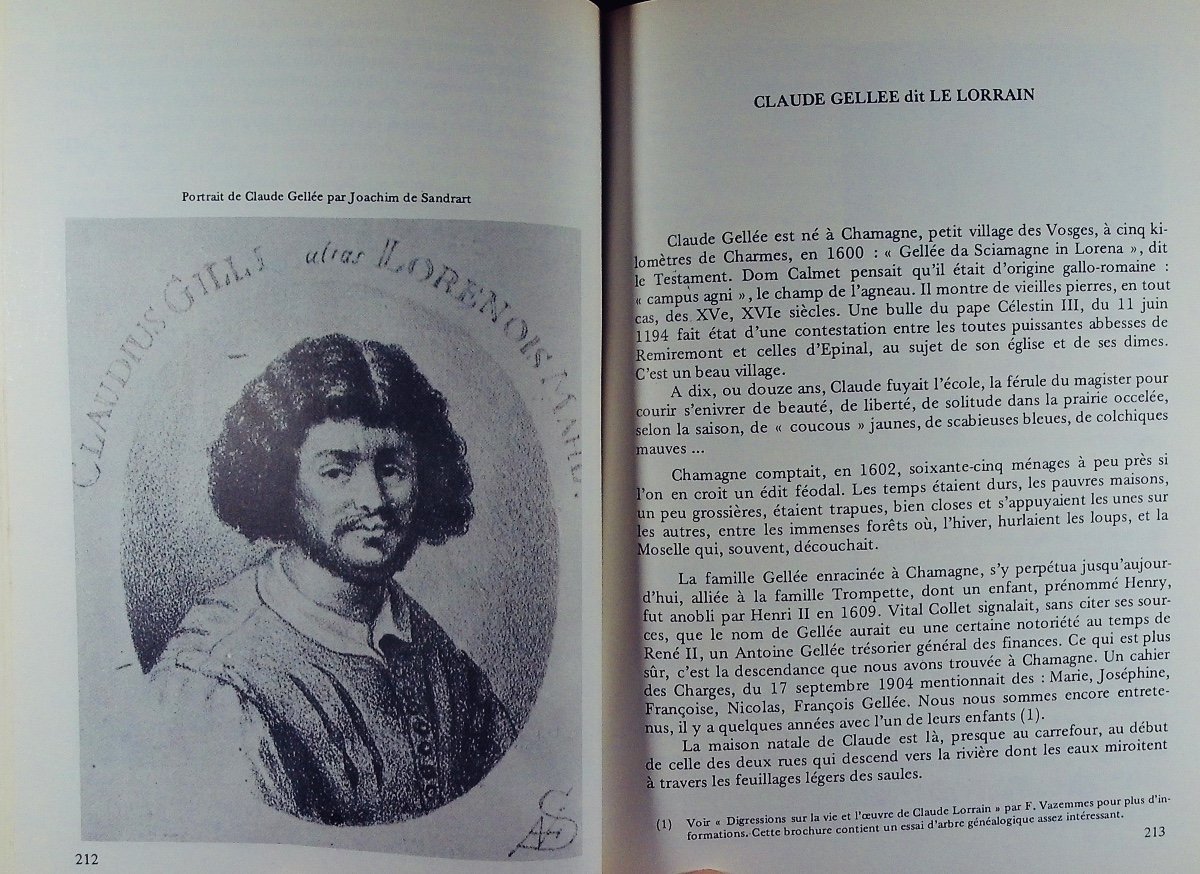 Portrait de Claude Gellée par Joachim de Sandrart
CLAUDIUS GILLI alias LORENOIS
212
CLAUDE GELLEE dit LE LORRAIN
Claude Gellée est né à Chamagne, petit village des Vosges, à cinq ki-
lomètres de Charmes, en 1600 : « Gellée da Sciamagne in Lorena », dit
le Testament. Dom Calmet pensait qu'il était d'origine gallo-romaine :
« campus agni », le champ de l'agneau. Il montre de vieilles pierres, en tout
cas, des XVe, XVIe siècles. Une bulle du pape Célestin III, du 11 juin
1194 fait état d'une contestation entre les toutes puissantes abbesses de
Remiremont et celles d'Epinal, au sujet de son église et de ses dimes.
C'est un beau village.
A dix, ou douze ans, Claude fuyait l'école, la férule du magister pour
courir s'enivrer de beauté, de liberté, de solitude dans la prairie occelée,
selon la saison, de « coucous » jaunes, de scabieuses bleues, de colchiques
mauves ...
Chamagne comptait, en 1602, soixante-cinq ménages à peu près si
l'on en croit un édit féodal. Les temps étaient durs, les pauvres maisons,
un peu grossières, étaient trapues, bien closes et s'appuyaient les unes sur
les autres, entre les immenses forêts où, l'hiver, hurlaient les loups, et la
Moselle qui, souvent, découchait.
La famille Gellée enracinée à Chamagne, s'y perpétua jusqu'aujour-
d'hui, alliée à la famille Trompette, dont un enfant, prénommé Henry,
fut anobli par Henri II en 1609. Vital Collet signalait, sans citer ses sour-
ces, que le nom de Gellée aurait eu une certaine notoriété au temps de
René II, un Antoine Gellée trésorier général des finances. Ce qui est plus
sûr, c'est la descendance que nous avons trouvée à Chamagne. Un cahier
des Charges, du 17 septembre 1904 mentionnait des : Marie, Joséphine,
Françoise, Nicolas, François Gellée. Nous nous sommes encore entrete-
nus, il y a quelques années avec l'un de leurs enfants (1).
La maison natale de Claude est là, presque au carrefour, au début
de celle des deux rues qui descend vers la rivière dont les eaux miroitent
à travers les feuillages légers des saules.
(1) Voir « Digressions sur la vie et l'œuvre de Claude Lorrain » par F. Vazemmes pour plus d'in-
formations. Cette brochure contient un essai d'arbre généalogique assez intéressant.
213